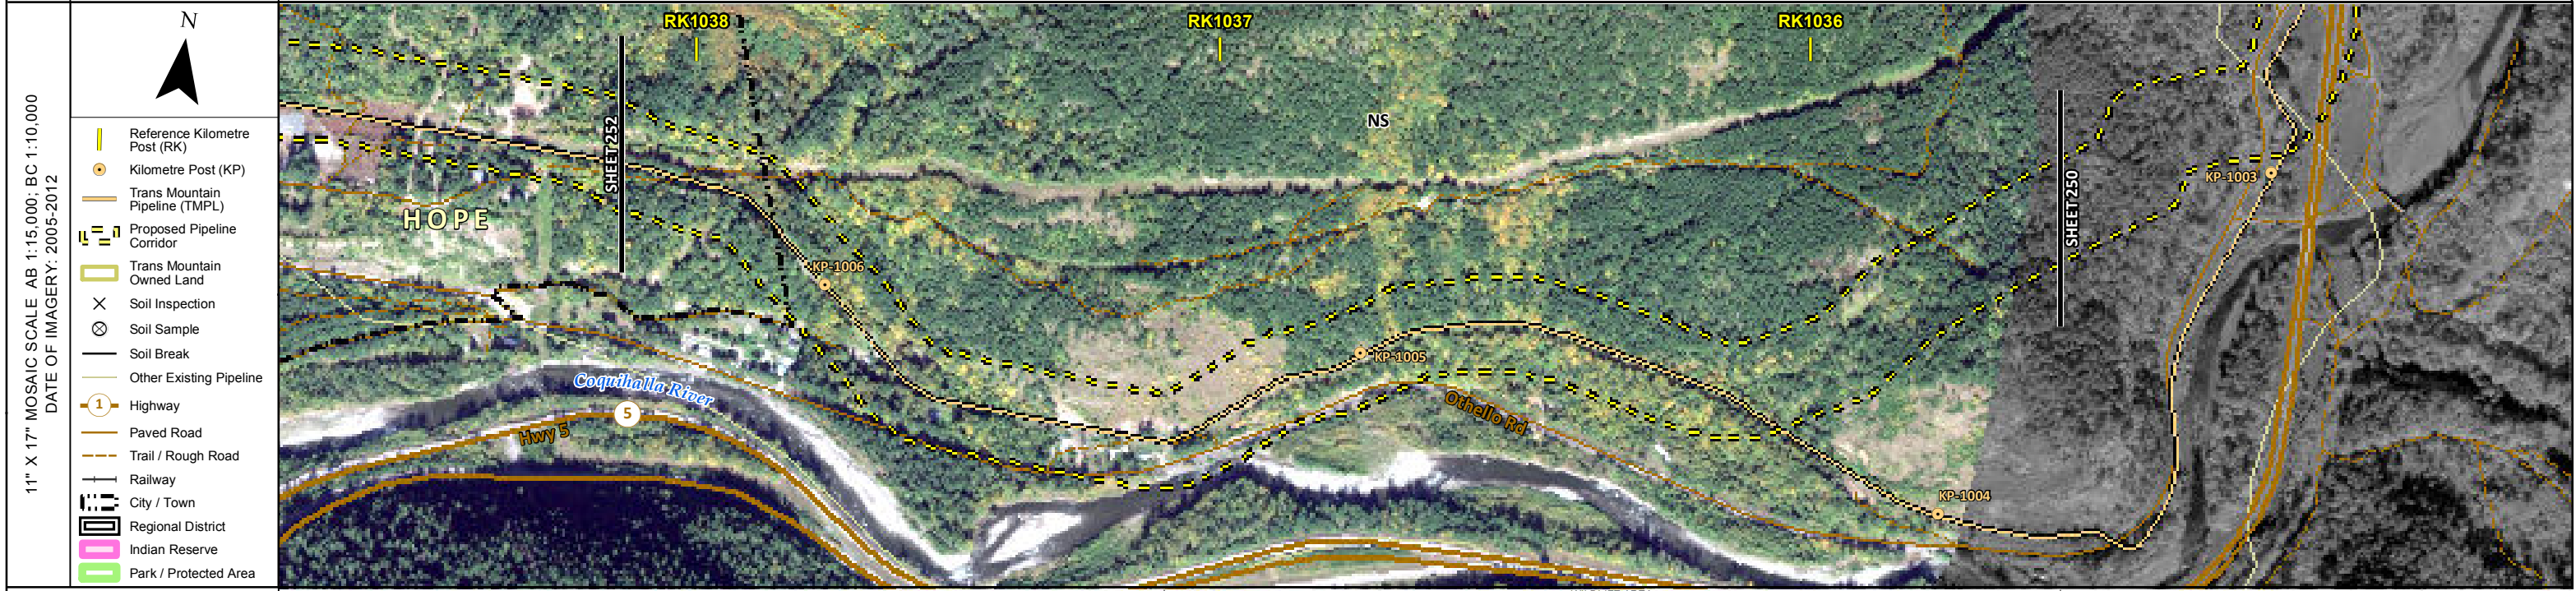 11" X 17" MOSAIC SCALE AB 1:15,000; BC 1:10,000
DATE OF IMAGERY: 2005-2012
N
Reference Kilometre
Post (RK)
Kilometre Post (KP)
Trans Mountain
Pipeline (TMPL)
Proposed Pipeline
Corridor
Trans Mountain
Owned Land
Soil Inspection
Soil Sample
Soil Break
Other Existing Pipeline
1
Highway
Paved Road
Trail / Rough Road
Railway
City / Town
Regional District
Indian Reserve
Park / Protected Area
RK1038
RK1037
RK1036
SHEET 252
NS
SHEET 250
KP-1003
HOPE
KP-1006
KP-1005
Coquihalla River
5
Hwy 5
Othello Rd
KP-1004